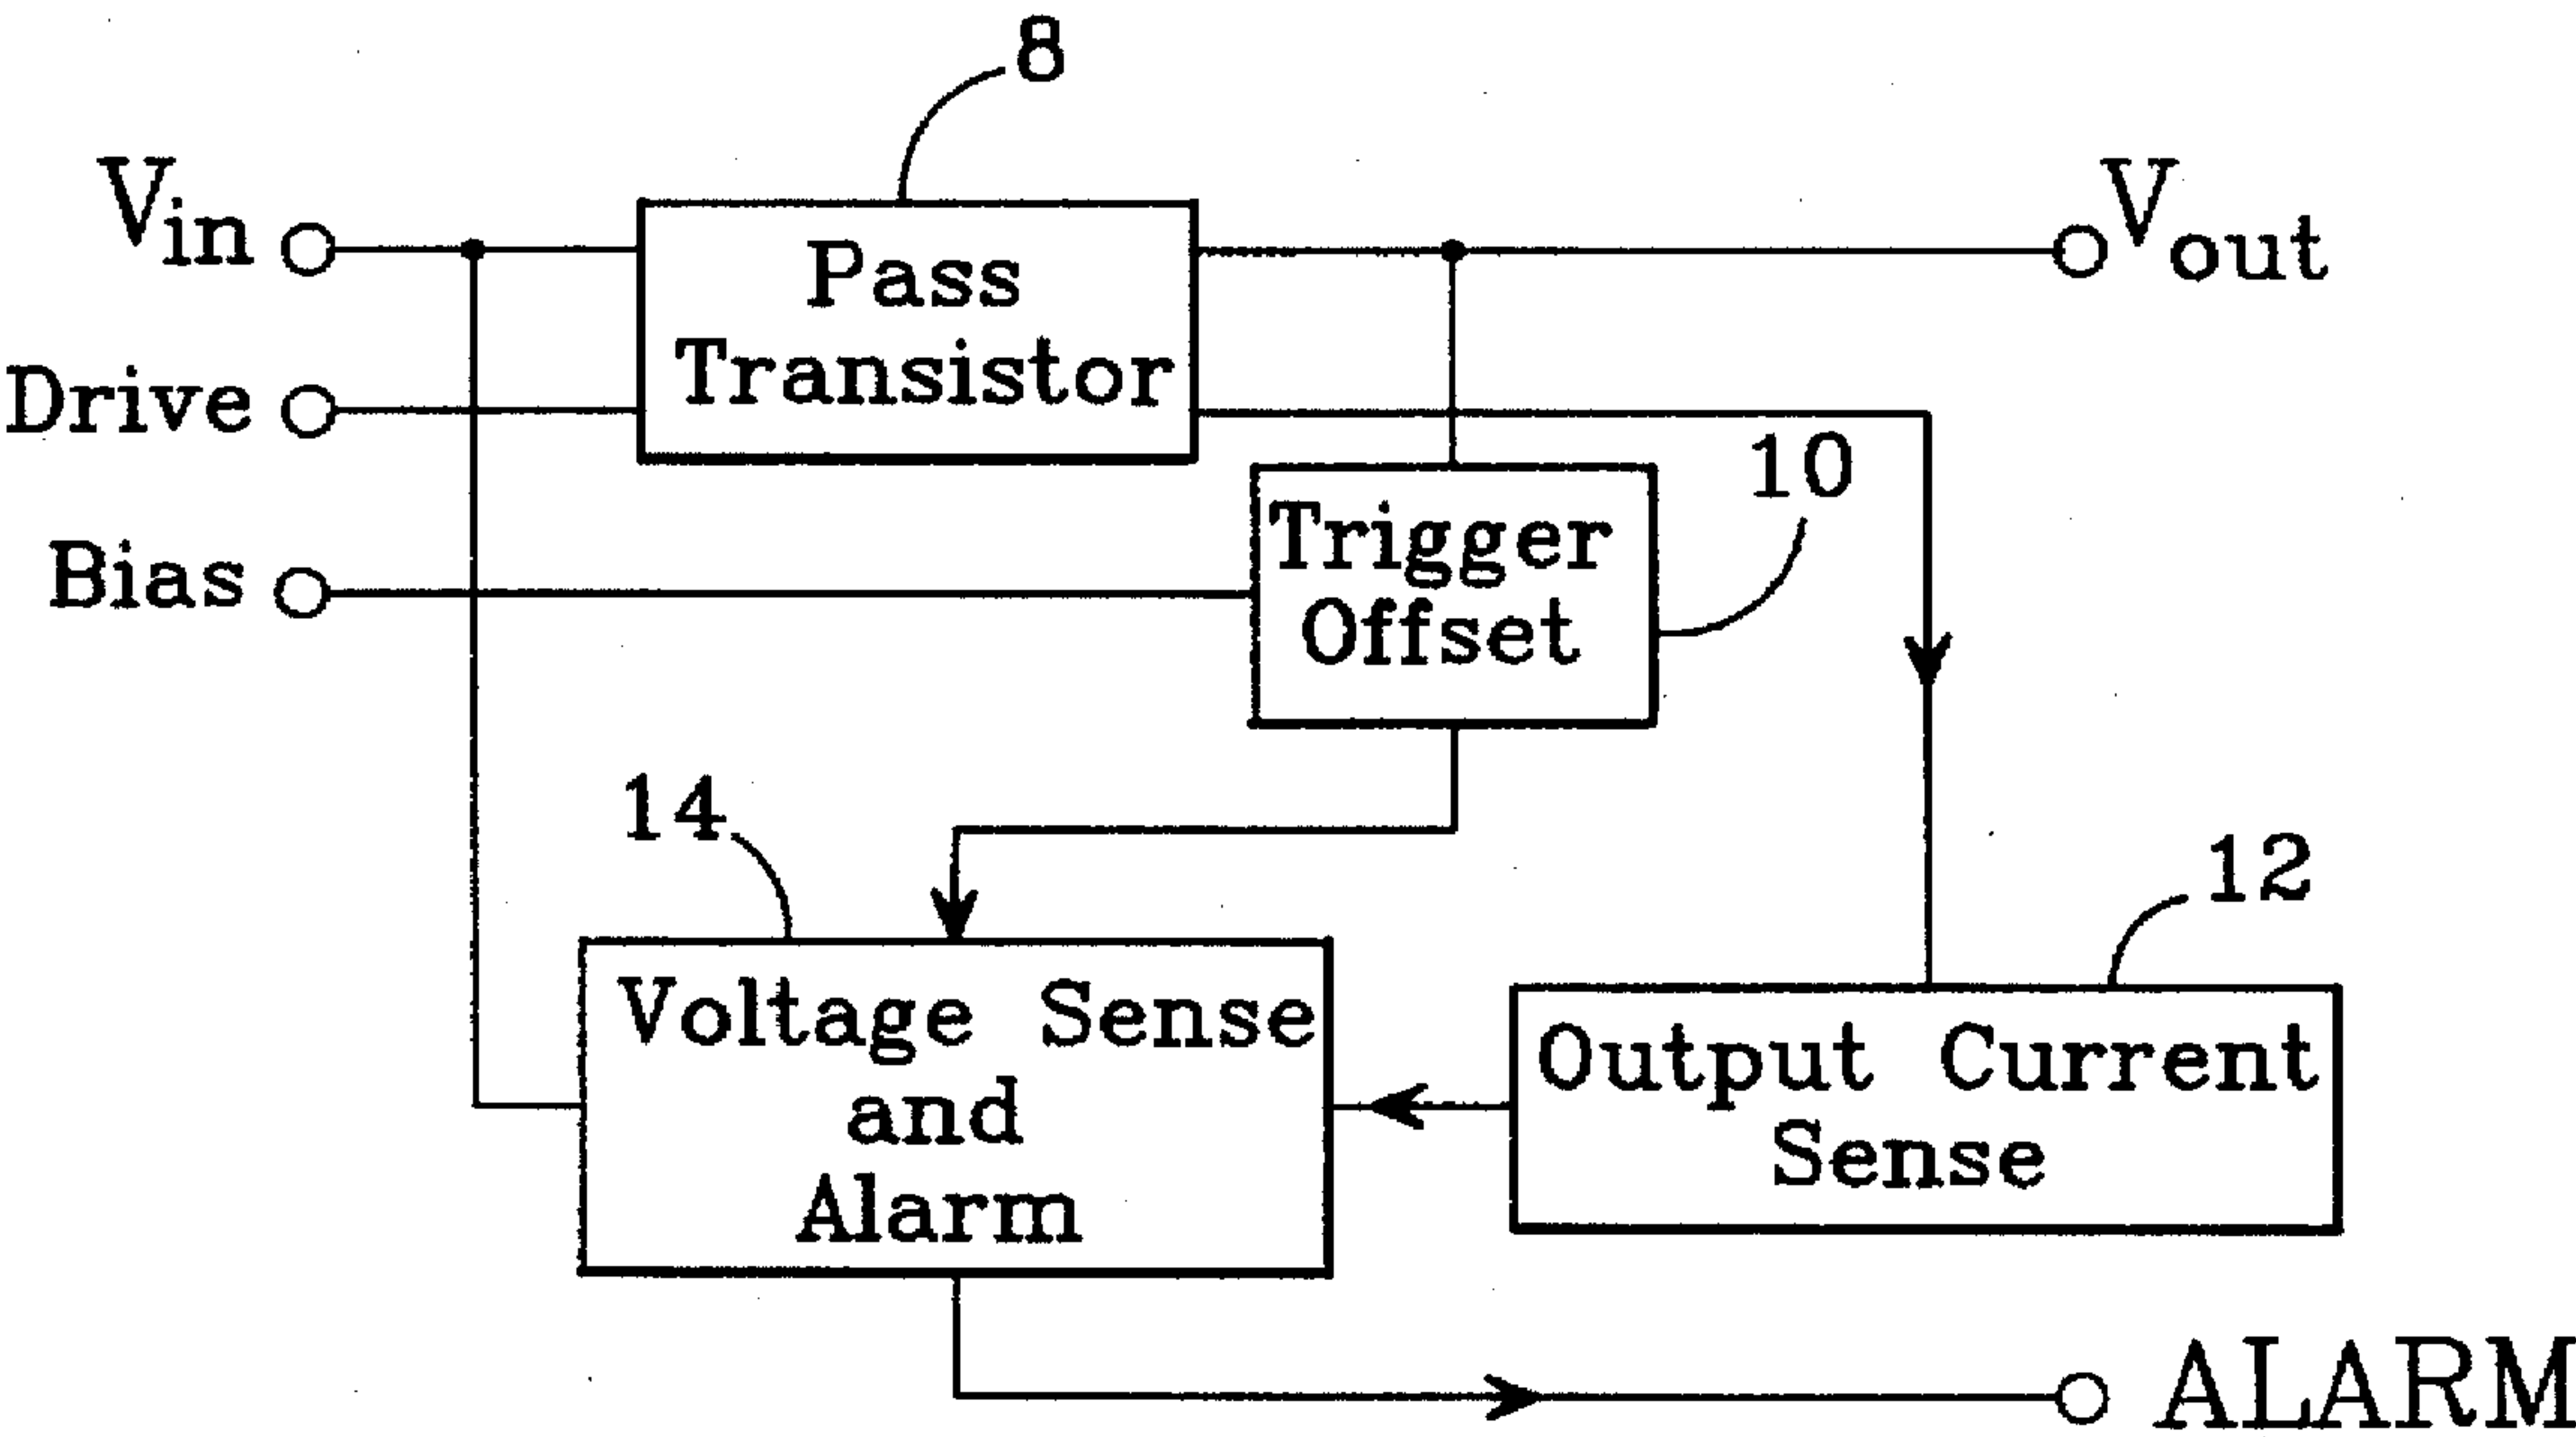 8
Vin
Vout
Pass
Transistor
Drive
10
Trigger
Offset
Bias
14
12
Voltage Sense
and
Alarm
Output Current
Sense
ALARM